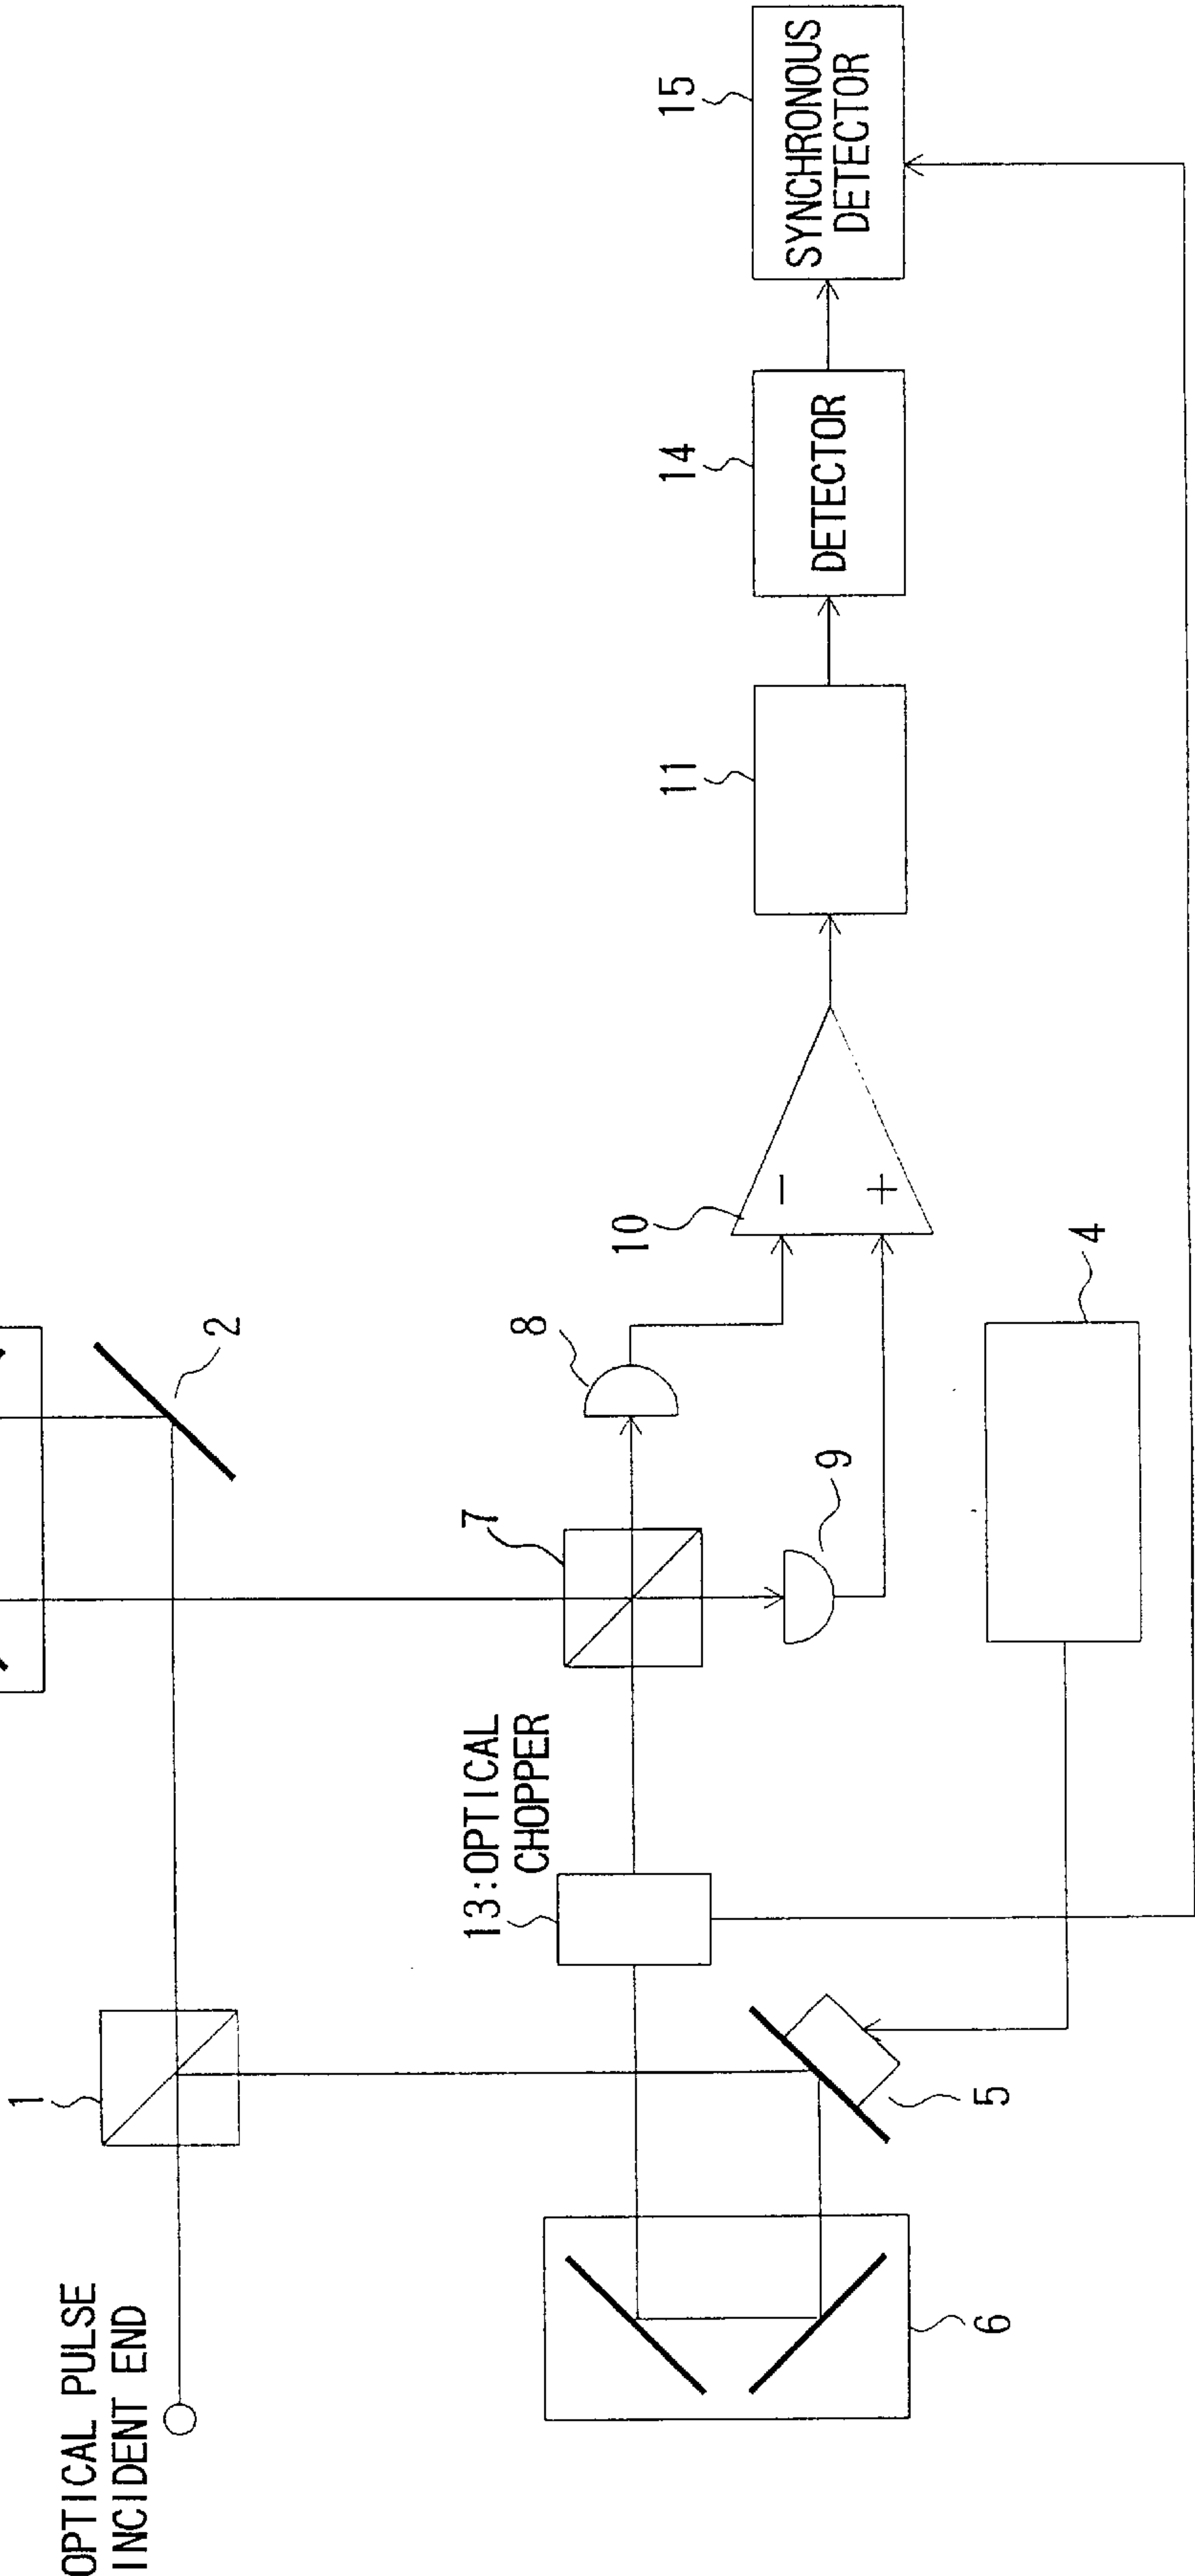 OPTICAL PULSE
INCIDENT END
1
2
13:OPTICAL
CHOPPER
7
8
9
10
-
+
11
14
DETECTOR
15
SYNCHRONOUS
DETECTOR
5
6
4